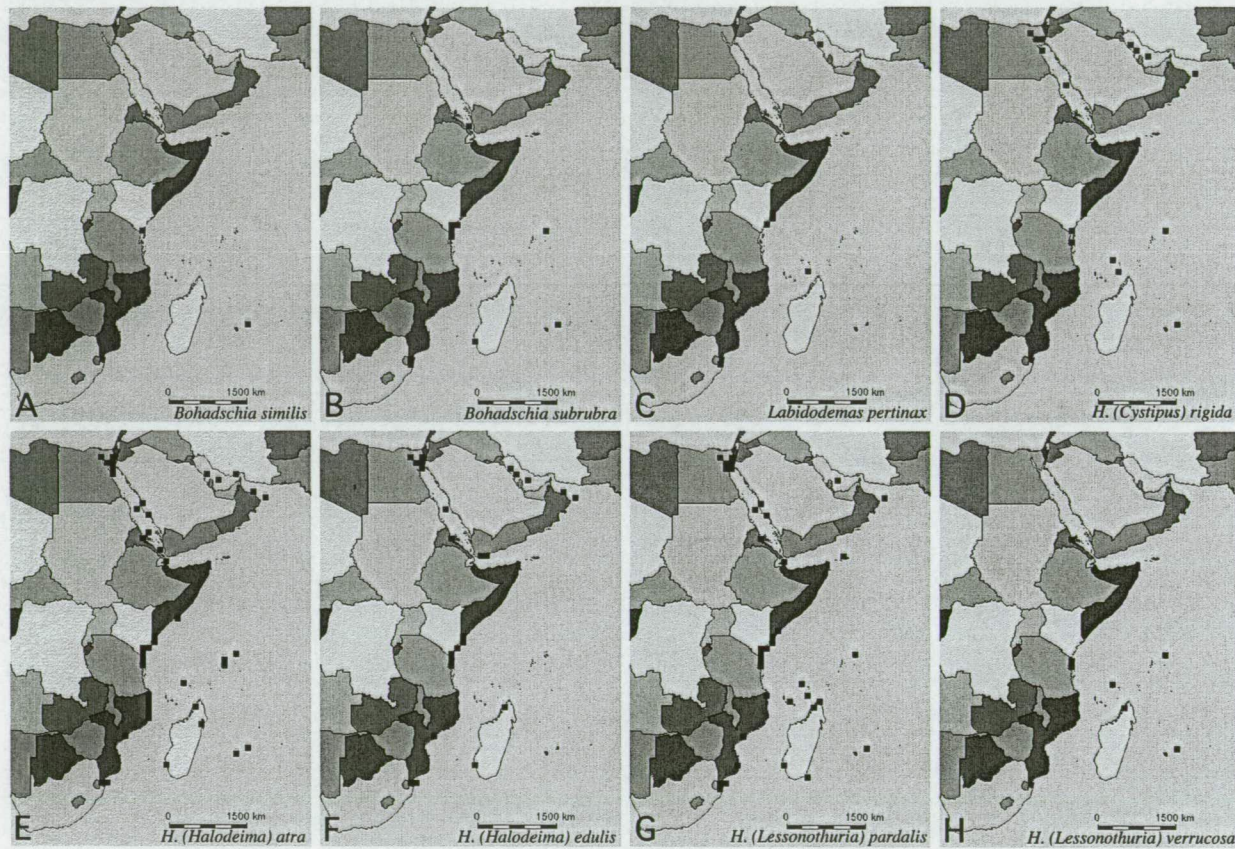 A
0 1500 km
Bohadschia similis
B
0 1500 km
Bohadschia subrubra
C
0 1500 km
Labidodemas pertinax
D
0 1500 km
H. (Cystipus) rigida
E
0 1500 km
H. (Halodeima) atra
F
0 1500 km
H. (Halodeima) edulis
G
0 1500 km
H. (Lessonothuria) pardalis
H
0 1500 km
H. (Lessonothuria) verrucosa